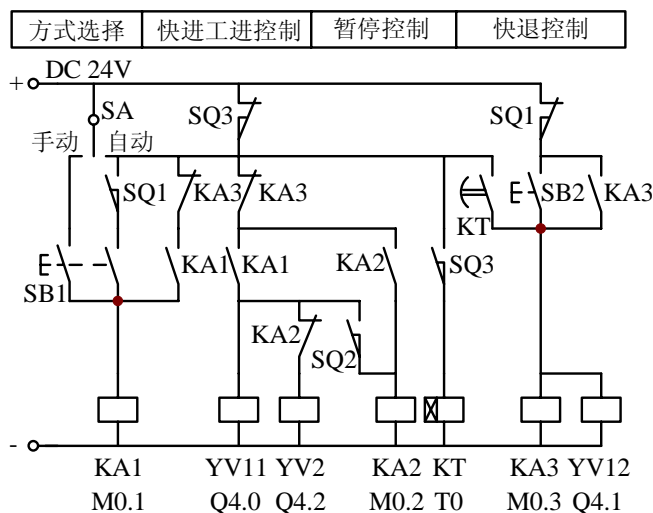 方式选择 快进工进控制 暂停控制 快退控制
+ DC 24V
SA SQ3 SQ1
手动 自动
SQ1 KA3 KA3 SB2 KA3
KT
SB1 KA1 KA1 KA2 SQ3
KA2 SQ2
-
KA1 YV11 YV2 KA2 KT KA3 YV12
M0.1 Q4.0 Q4.2 M0.2 T0 M0.3 Q4.1